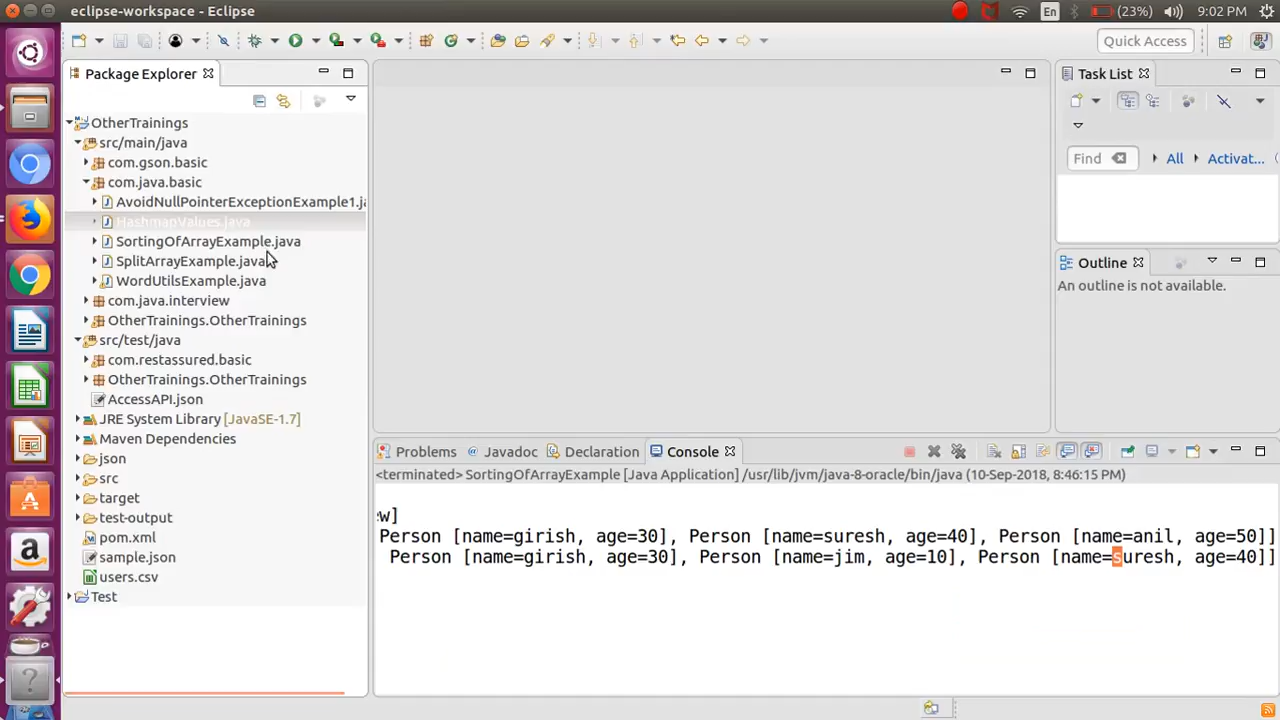 eclipse-workspace - Eclipse
En
(23%)
9:02 PM
Quick Access
Package Explorer
Task List
OtherTrainings
src/main/java
com.gson.basic
com.java.basic
AvoidNullPointerExceptionExample1.ja
HashmanValues.java
SortingOfArrayExample.java
SplitArrayExample.java
WordUtilsExample.java
com.java.interview
OtherTrainings.OtherTrainings
src/test/java
com.restassured.basic
OtherTrainings.OtherTrainings
AccessAPI.json
JRE System Library [JavaSE-1.7]
Maven Dependencies
json
src
target
test-output
pom.xml
sample.json
users.csv
Test
Find
All
Activat...
Outline
An outline is not available.
Problems
Javadoc
Declaration
Console
<terminated> SortingOfArrayExample [Java Application] /usr/lib/jvm/java-8-oracle/bin/java (10-Sep-2018, 8:46:15 PM)
w]
Person [name=girish, age=30], Person [name=suresh, age=40], Person [name=anil, age=50]]
Person [name=girish, age=30], Person [name=jim, age=10], Person [name=suresh, age=40]]